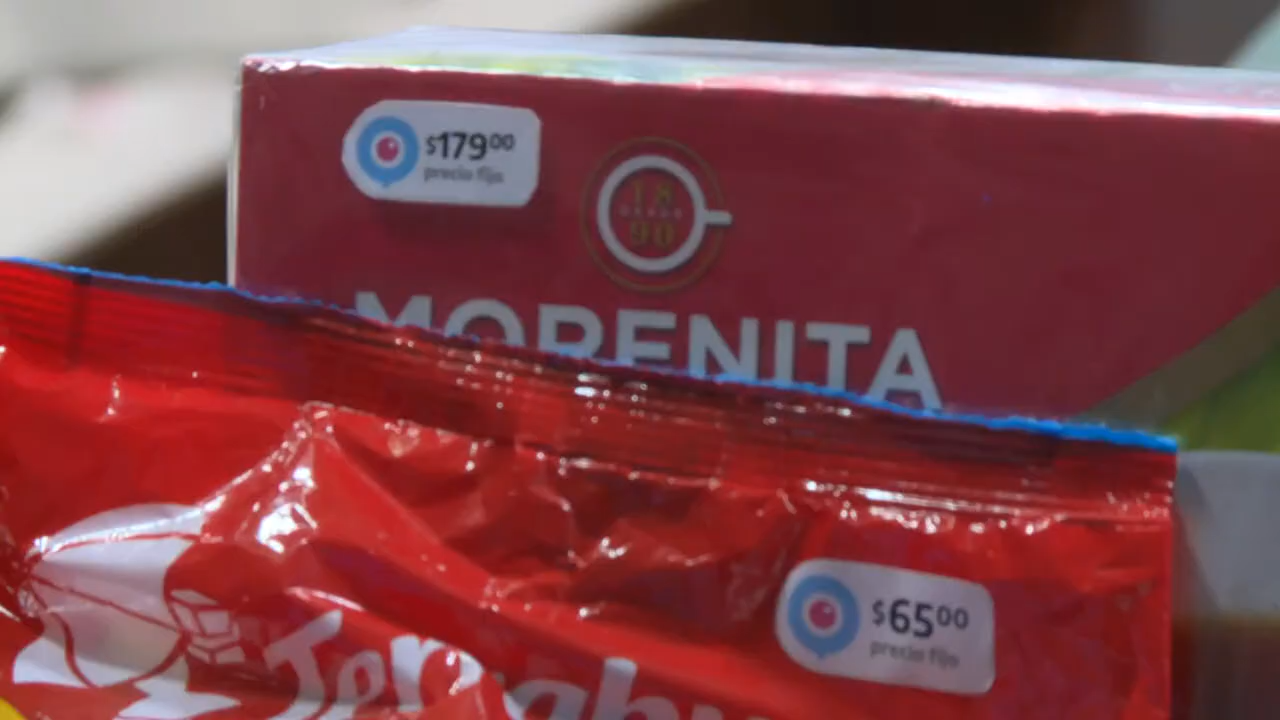 $179⁰⁰
precio fijo
18
90
MORENITA
$65⁰⁰
precio fijo